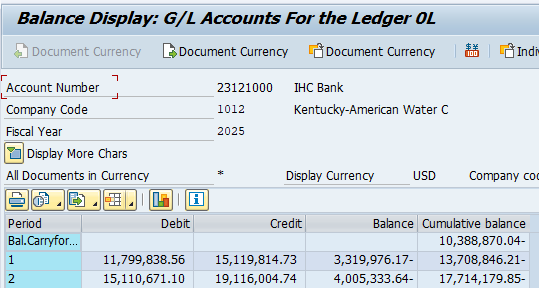 Balance Display: G/L Accounts For the Ledger 0L
Document Currency Document Currency Document Currency
Account Number 23121000 IHC Bank
Company Code 1012 Kentucky-American Water C
Fiscal Year 2025
Display More Chars
All Documents in Currency * Display Currency USD Company
Period Debit Credit Balance Cumulative balance
Bal.Carryfor... 10,388,870.04-
1 11,799,838.56 15,119,814.73 3,319,976.17- 13,708,846.21-
2 15,110,671.10 19,116,004.74 4,005,333.64- 17,714,179.85-